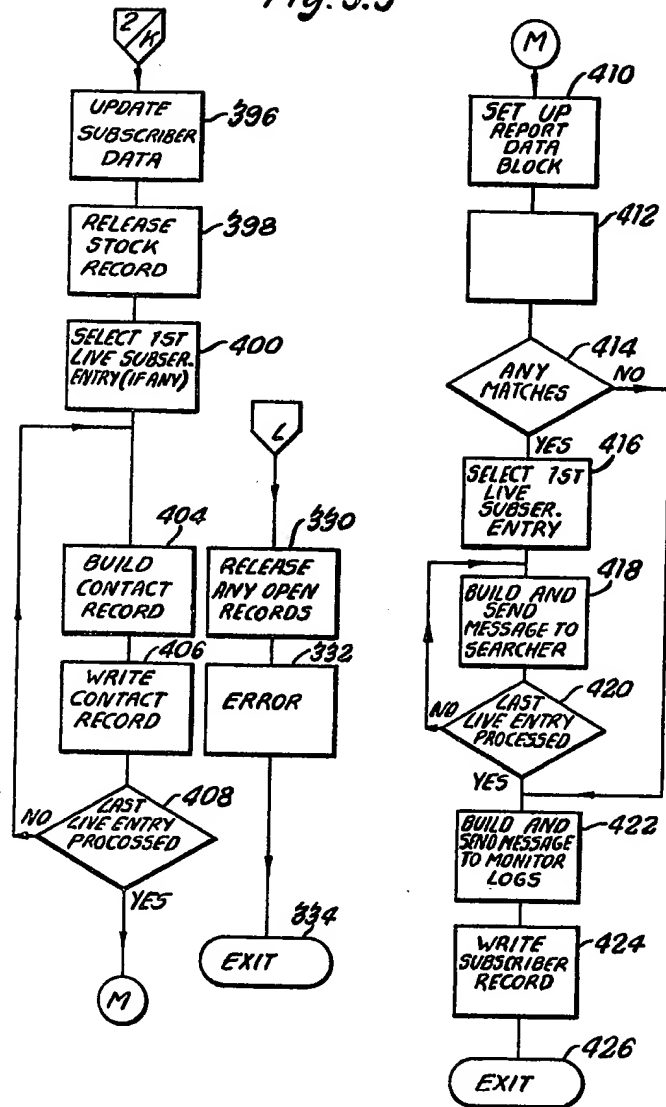 Fig. 5.5
2/K
UPDATE
SUBSCRIBER
DATA
396
RELEASE
STOCK
RECORD
398
SELECT 1ST
LIVE SUBSER.
ENTRY (IF ANY)
400
404
BUILD
CONTACT
RECORD
406
WRITE
CONTACT
RECORD
408
LAST
LIVE ENTRY
PROCOSSED
NO
YES
M
L
330
RELEASE
ANY OPEN
RECORDS
332
ERROR
334
EXIT
M
410
SET UP
REPORT
DATA
BLOCK
412
414
ANY
MATCHES
NO
YES
416
SELECT 1ST
LIVE
SUBSER.
ENTRY
418
BUILD AND
SEND
MESSAGE TO
SEARCHER
420
LAST
LIVE ENTRY
PROCESSED
NO
YES
BUILD AND
SEND MESSAGE
TO MONITOR
LOGS
422
WRITE
SUBSCRIBER
RECORD
424
426
EXIT